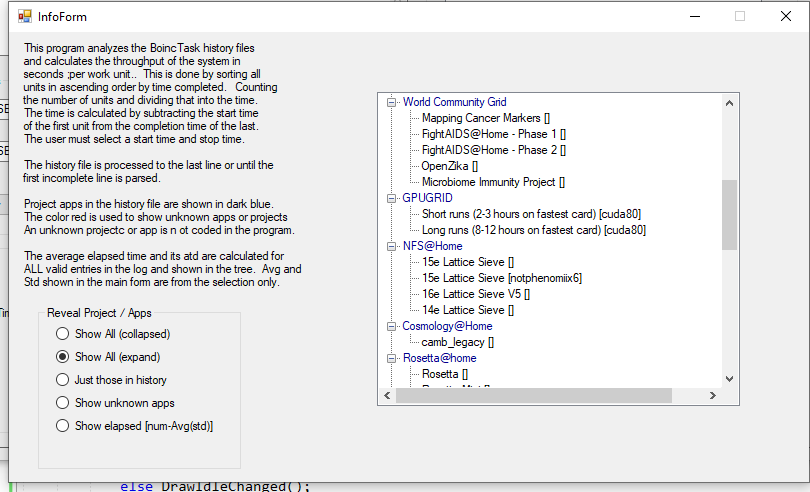 InfoForm
This program analyzes the BoincTask history files
and calculates the throughput of the system in
seconds ;per work unit.. This is done by sorting all
units in ascending order by time completed. Counting
the number of units and dividing that into the time.
The time is calculated by subtracting the start time
of the first unit from the completion time of the last.
The user must select a start time and stop time.
The history file is processed to the last line or until the
first incomplete line is parsed.
Project apps in the history file are shown in dark blue.
The color red is used to show unknown apps or projects
An unknown projectc or app is n ot coded in the program.
The average elapsed time and its atd are calculated for
ALL valid entries in the log and shown in the tree. Avg and
Std shown in the main form are from the selection only.
Reveal Project / Apps
Show All (collapsed)
Show All (expand)
Just those in history
Show unknown apps
Show elapsed [num-Avg(std)]
World Community Grid
Mapping Cancer Markers []
FightAIDS@Home - Phase 1 []
FightAIDS@Home - Phase 2 []
OpenZika []
Microbiome Immunity Project []
GPUGRID
Short runs (2-3 hours on fastest card) [cuda80]
Long runs (8-12 hours on fastest card) [cuda80]
NFS@Home
15e Lattice Sieve []
15e Lattice Sieve [notphenomiix6]
16e Lattice Sieve V5 []
14e Lattice Sieve []
Cosmology@Home
camb_legacy []
Rosetta@home
Rosetta []
else DrawIdleChanged();